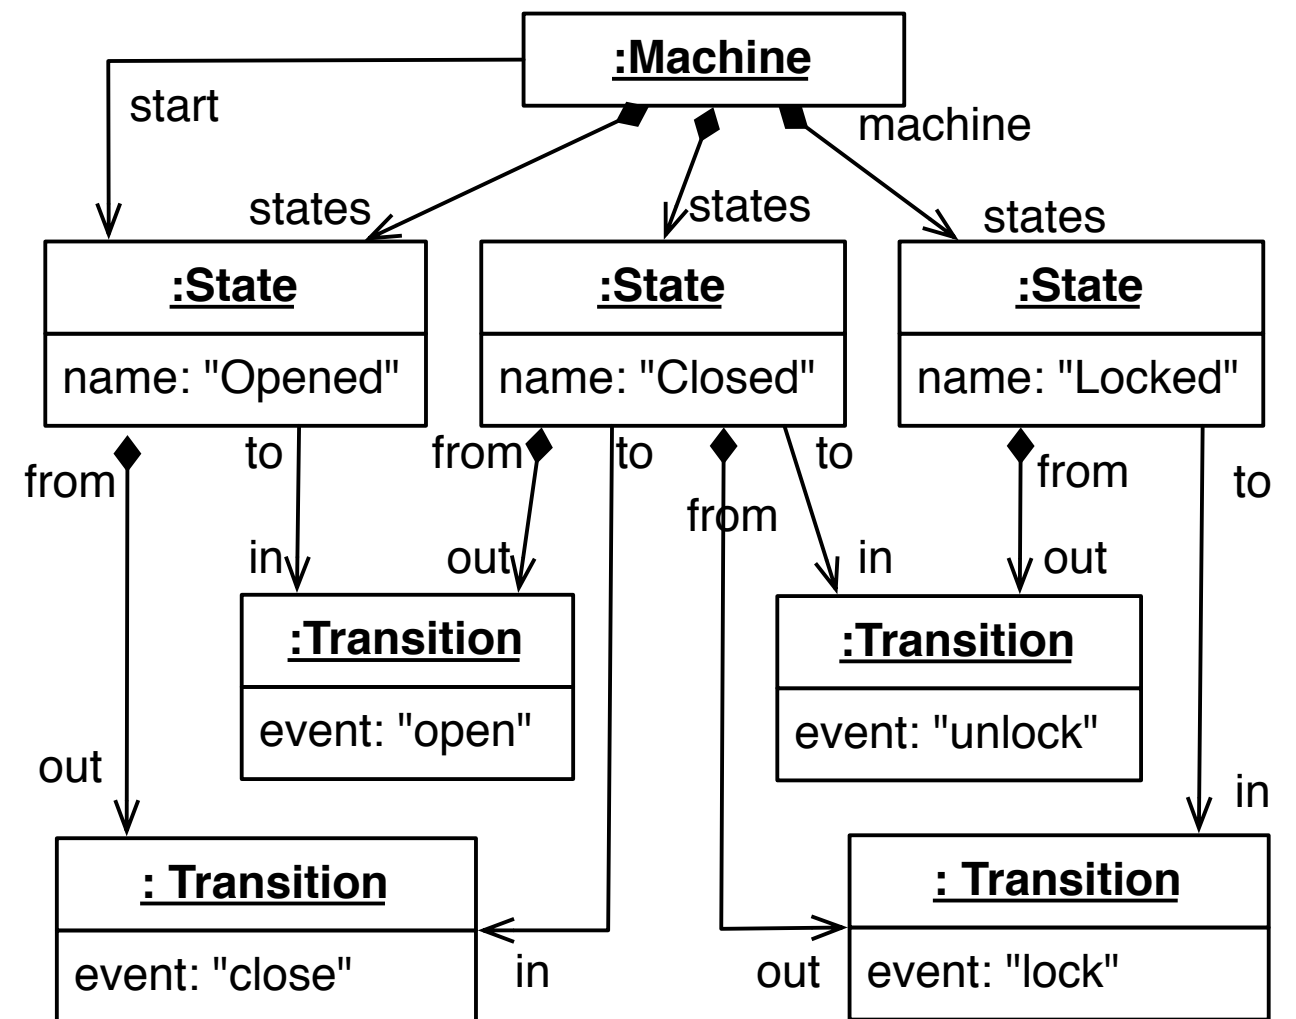 :Machine
start
machine
states
states
states
:State
:State
:State
name: "Opened"
name: "Closed"
name: "Locked"
from
to
from
to
from
to
from
to
in
out
in
out
:Transition
:Transition
event: "open"
event: "unlock"
out
in
: Transition
: Transition
event: "close"
in
out
event: "lock"